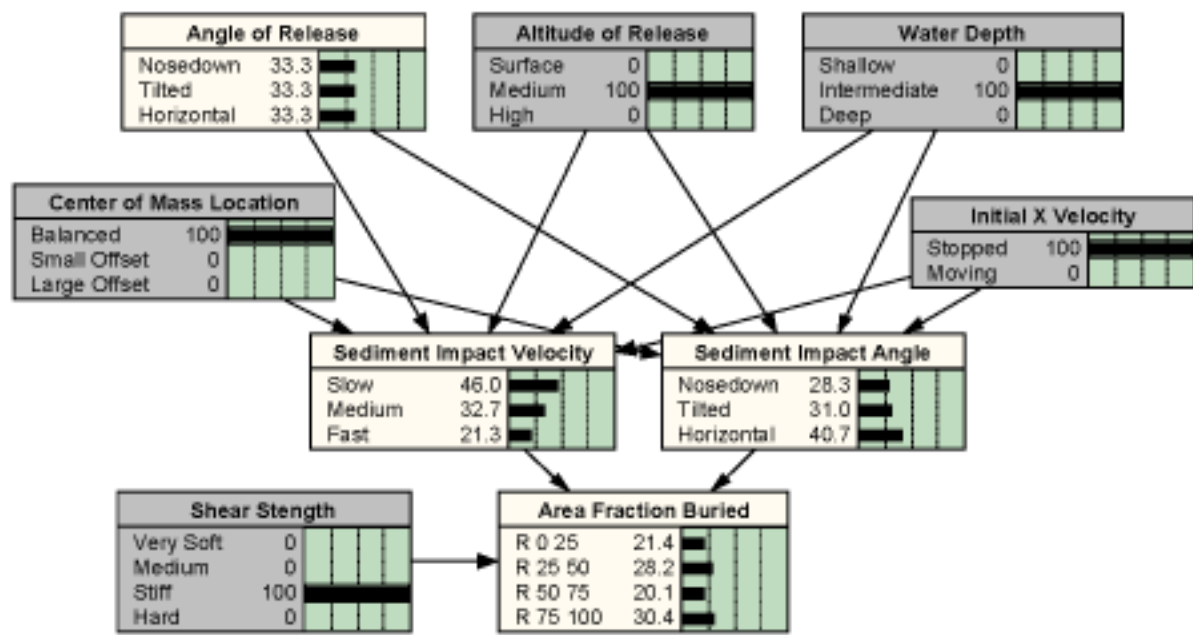 Angle of Release
Nosedown 33.3
Tilted 33.3
Horizontal 33.3
Altitude of Release
Surface 0
Medium 100
High 0
Water Depth
Shallow 0
Intermediate 100
Deep 0
Center of Mass Location
Balanced 100
Small Offset 0
Large Offset 0
Initial X Velocity
Stopped 100
Moving 0
Sediment Impact Velocity
Slow 46.0
Medium 32.7
Fast 21.3
Sediment Impact Angle
Nosedown 28.3
Tilted 31.0
Horizontal 40.7
Shear Stength
Very Soft 0
Medium 0
Stiff 100
Hard 0
Area Fraction Buried
R 0 25 21.4
R 25 50 28.2
R 50 75 20.1
R 75 100 30.4